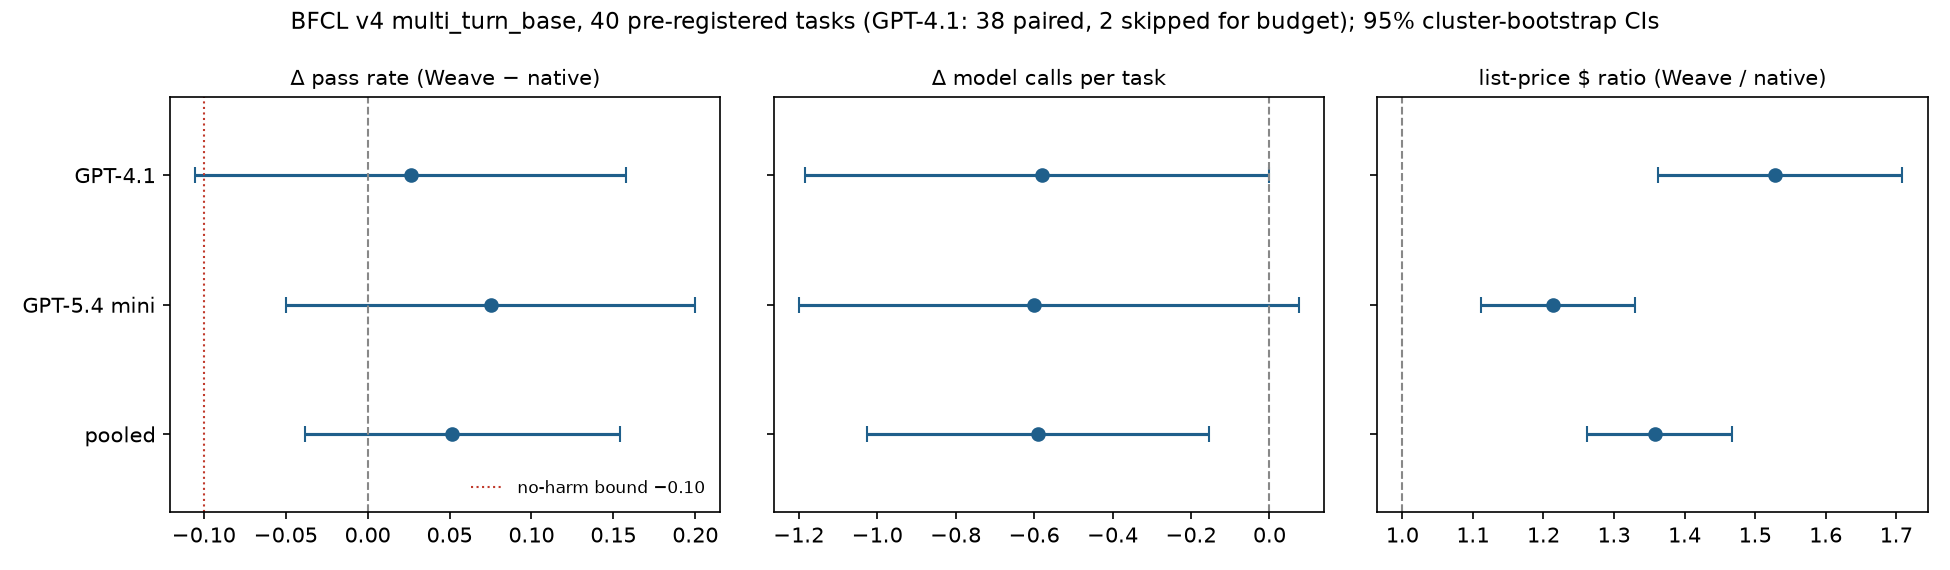 BFCL v4 multi_turn_base, 40 pre-registered tasks (GPT-4.1: 38 paired, 2 skipped for budget); 95% cluster-bootstrap CIs
Δ pass rate (Weave − native)
Δ model calls per task
list-price $ ratio (Weave / native)
GPT-4.1
GPT-5.4 mini
pooled
no-harm bound −0.10
−0.10 −0.05 0.00 0.05 0.10 0.15 0.20
−1.2 −1.0 −0.8 −0.6 −0.4 −0.2 0.0
1.0 1.1 1.2 1.3 1.4 1.5 1.6 1.7